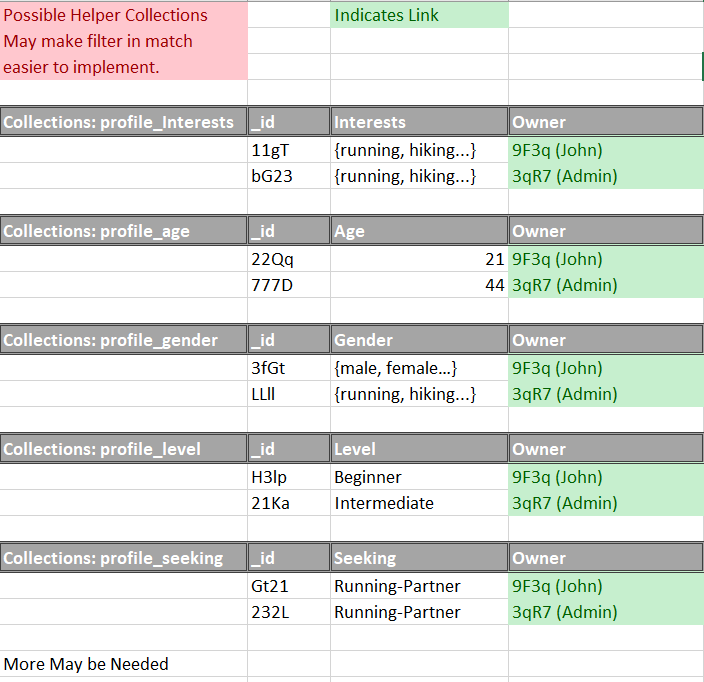 Possible Helper Collections Indicates Link
May make filter in match
easier to implement.
Collections: profile_Interests _id Interests Owner
11gT {running, hiking...} 9F3q (John)
bG23 {running, hiking...} 3qR7 (Admin)
Collections: profile_age _id Age Owner
22Qq 21 9F3q (John)
777D 44 3qR7 (Admin)
Collections: profile_gender _id Gender Owner
3fGt {male, female...} 9F3q (John)
LLll {running, hiking...} 3qR7 (Admin)
Collections: profile_level _id Level Owner
H3lp Beginner 9F3q (John)
21Ka Intermediate 3qR7 (Admin)
Collections: profile_seeking _id Seeking Owner
Gt21 Running-Partner 9F3q (John)
232L Running-Partner 3qR7 (Admin)
More May be Needed